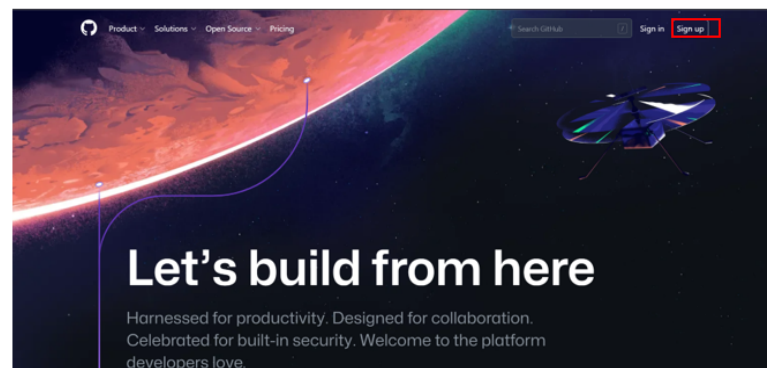 Product Solutions Open Source Pricing Search GitHub / Sign in Sign up
Let's build from here
Harnessed for productivity. Designed for collaboration.
Celebrated for built-in security. Welcome to the platform
developers love.